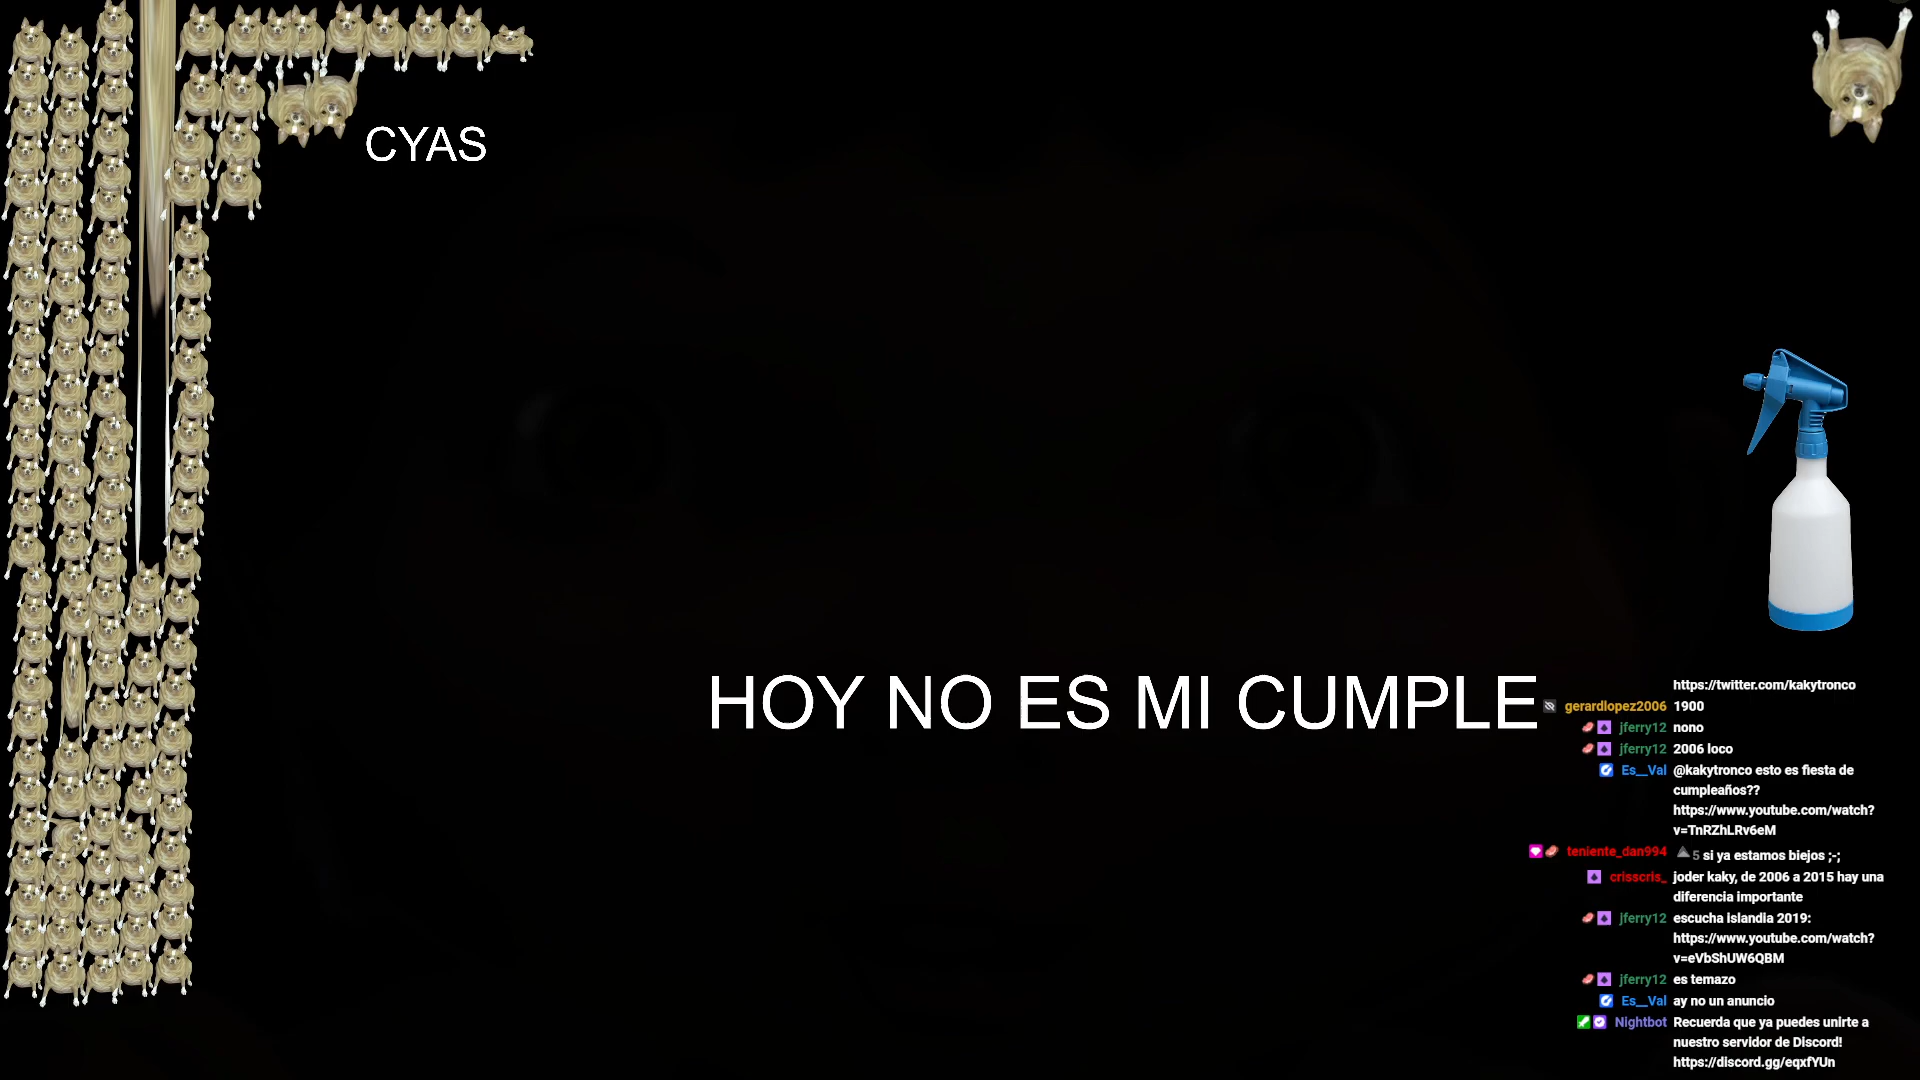 CYAS
HOY NO ES MI CUMPLE
https://twitter.com/kakytronco
gerardlopez2006 1900
jferry12 nono
jferry12 2006 loco
Es__Val @kakytronco esto es fiesta de
cumpleaños??
https://www.youtube.com/watch?
v=TnRZhLRv6eM
teniente_dan994 5 si ya estamos biejos ;-;
crisscris_ joder kaky, de 2006 a 2015 hay una
diferencia importante
jferry12 escucha islandia 2019:
https://www.youtube.com/watch?
v=eVbShUW6QBM
jferry12 es temazo
Es__Val ay no un anuncio
Nightbot Recuerda que ya puedes unirte a
nuestro servidor de Discord!
https://discord.gg/eqxfYUn